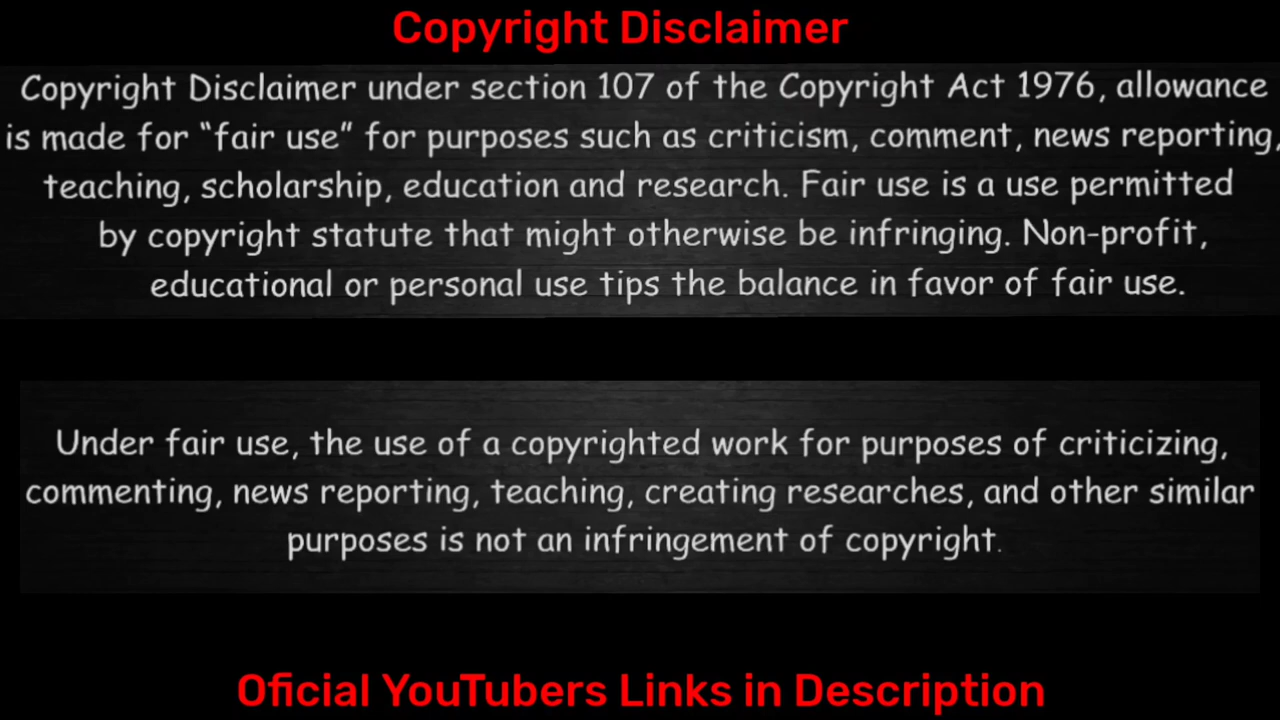 Copyright Disclaimer
Copyright Disclaimer under section 107 of the Copyright Act 1976, allowance
is made for “fair use” for purposes such as criticism, comment, news reporting,
teaching, scholarship, education and research. Fair use is a use permitted
by copyright statute that might otherwise be infringing. Non-profit,
educational or personal use tips the balance in favor of fair use.
Under fair use, the use of a copyrighted work for purposes of criticizing,
commenting, news reporting, teaching, creating researches, and other similar
purposes is not an infringement of copyright.
Oficial YouTubers Links in Description